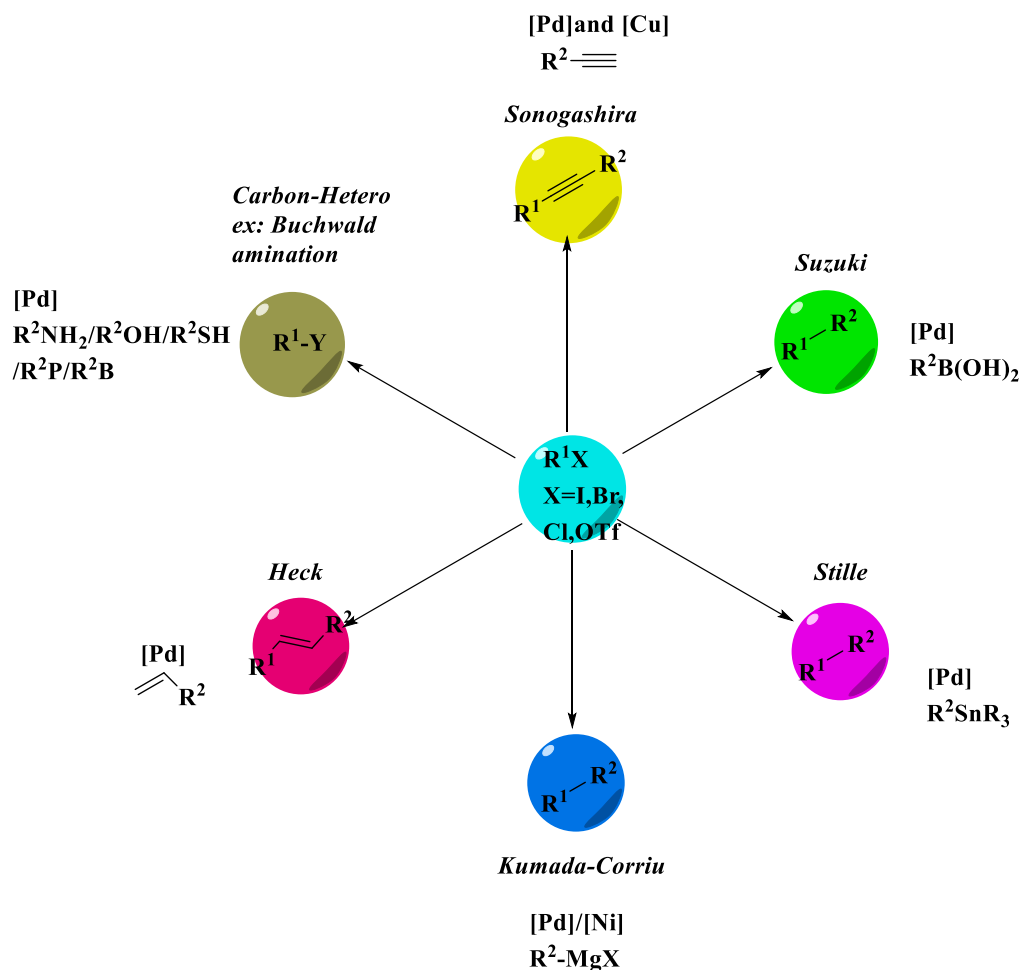 [Pd]and [Cu]
R²
Sonogashira
R²
R¹
Carbon-Hetero
ex: Buchwald
amination
[Pd]
R²NH₂/R²OH/R²SH
/R²P/R²B
R¹-Y
Suzuki
R²
R¹
[Pd]
R²B(OH)₂
R¹X
X=I,Br,
Cl,OTf
Heck
R²
R¹
[Pd]
R²
Stille
R²
R¹
[Pd]
R²SnR₃
R²
R¹
Kumada-Corriu
[Pd]/[Ni]
R²-MgX